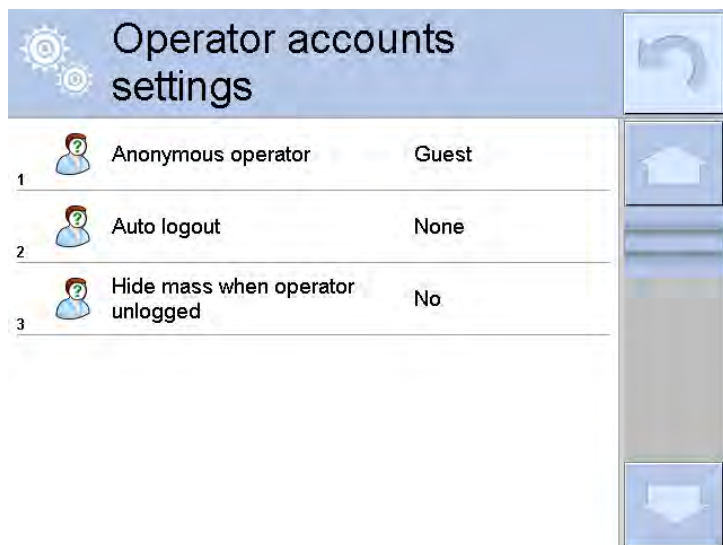 Operator accounts
settings
Anonymous operator Guest
1
Auto logout None
2
Hide mass when operator
unlogged No
3